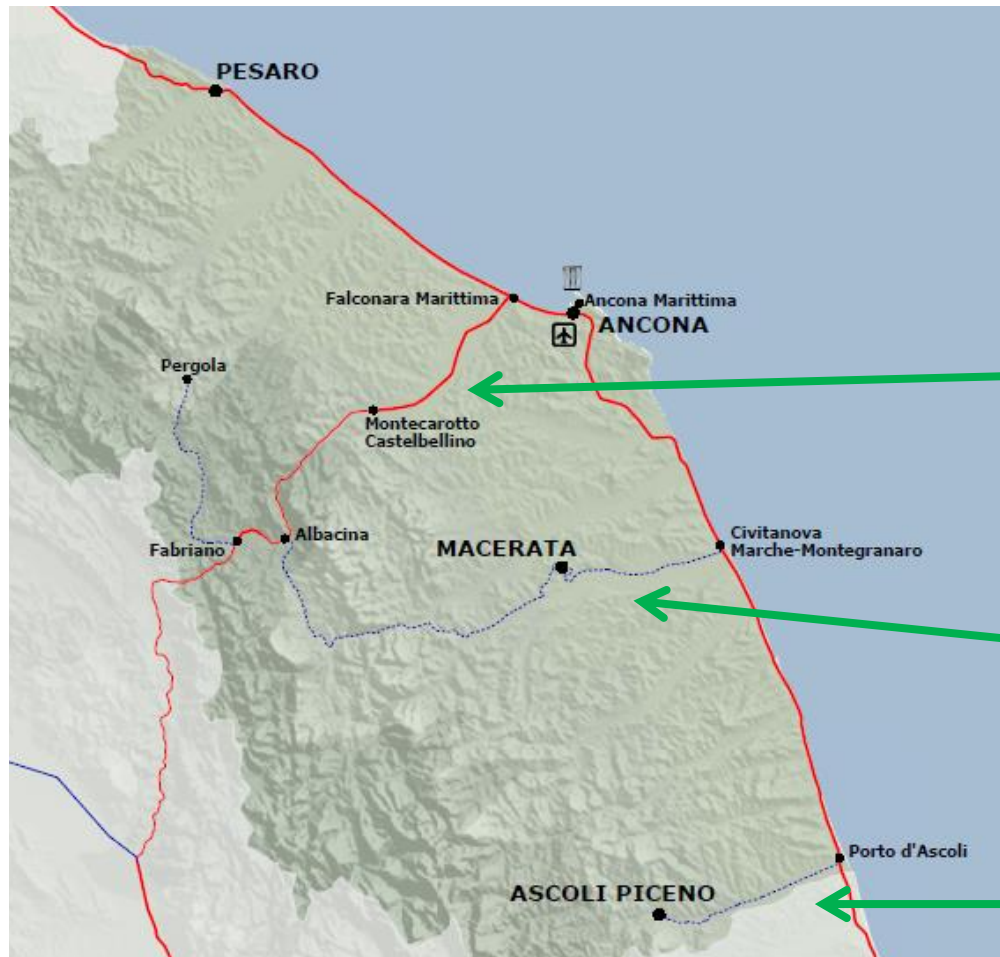 PESARO
Falconara Marittima
Ancona Marittima
ANCONA
Pergola
Montecarotto
Castelbellino
Fabriano
Albacina
MACERATA
Civitanova
Marche-Montegranaro
Porto d'Ascoli
ASCOLI PICENO